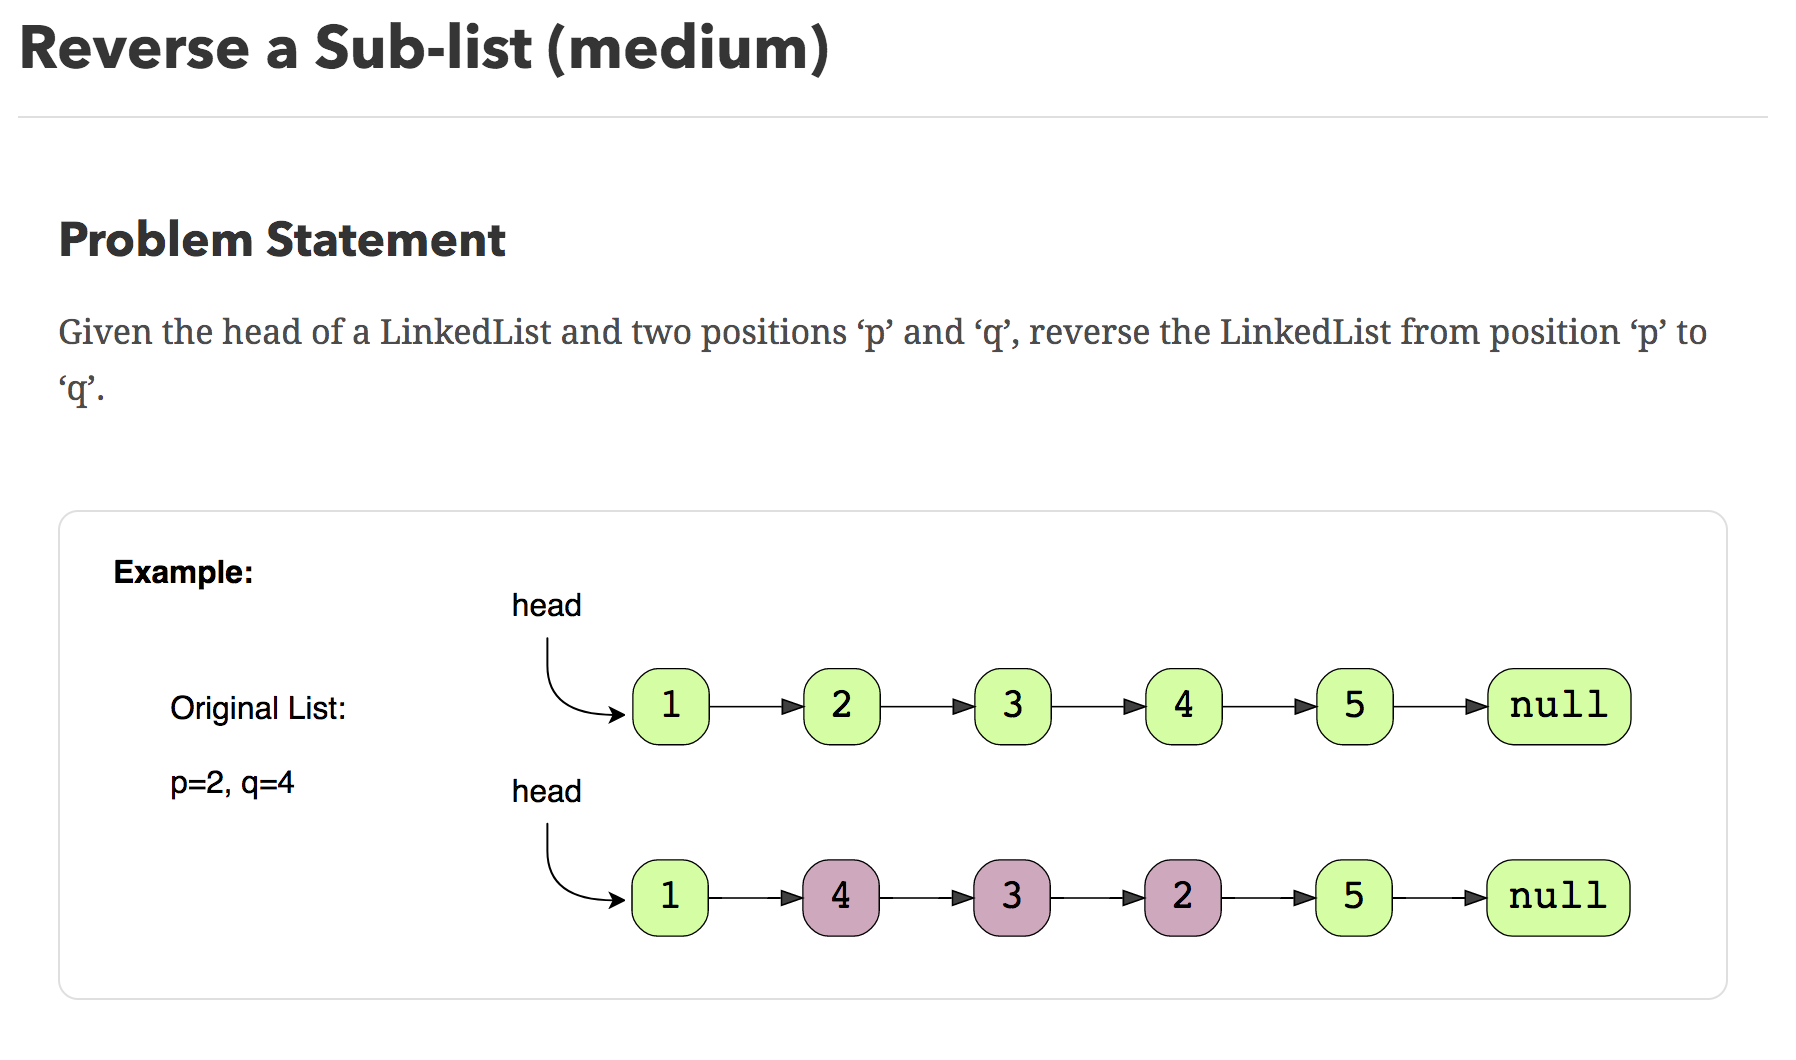 Reverse a Sub-list (medium)
Problem Statement
Given the head of a LinkedList and two positions ‘p’ and ‘q’, reverse the LinkedList from position ‘p’ to
‘q’.
Example:
head
Original List:
1 2 3 4 5 null
p=2, q=4
head
1 4 3 2 5 null